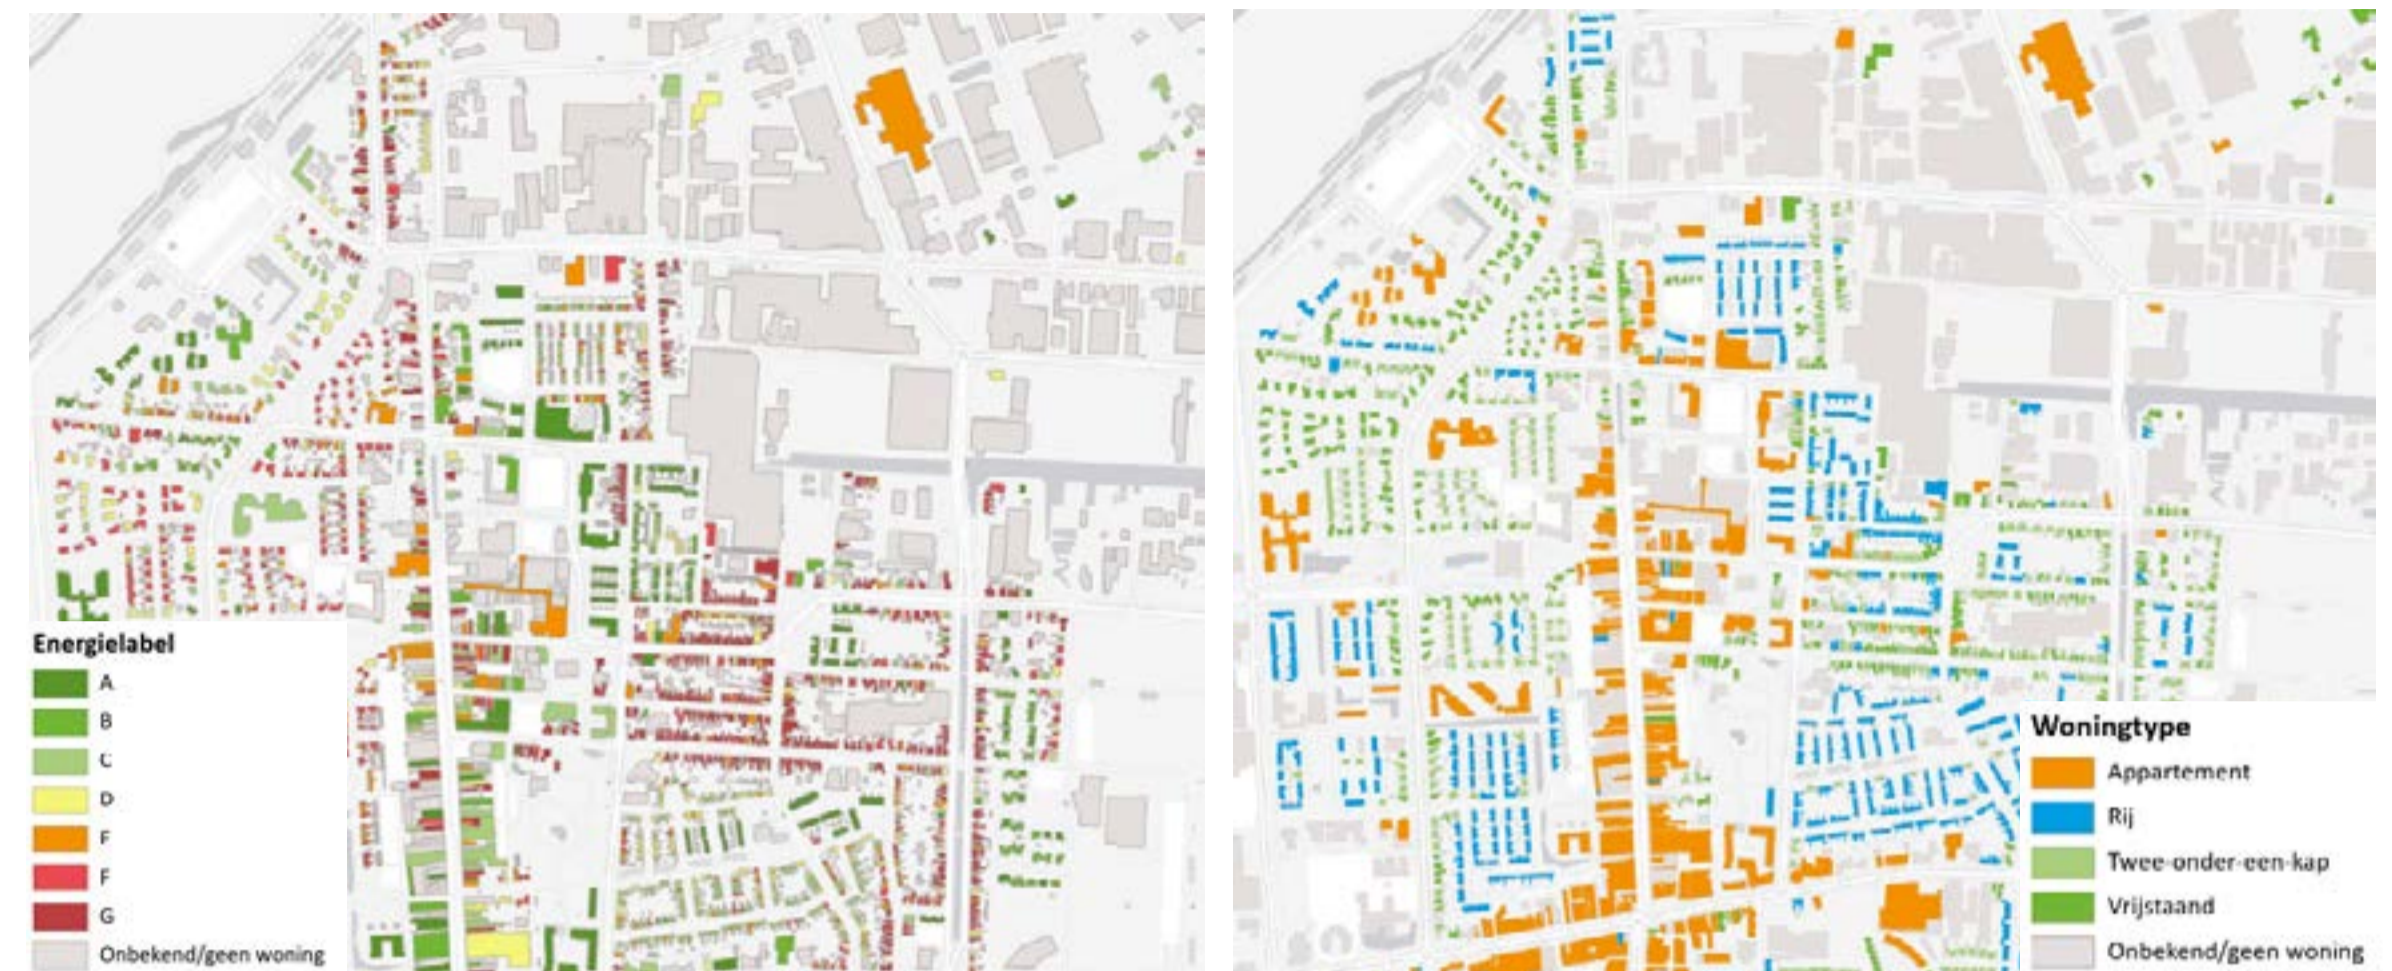 Energielabel
A
B
C
D
F
F
G
Onbekend/geen woning
Woningtype
Appartement
Rij
Twee-onder-een-kap
Vrijstaand
Onbekend/geen woning